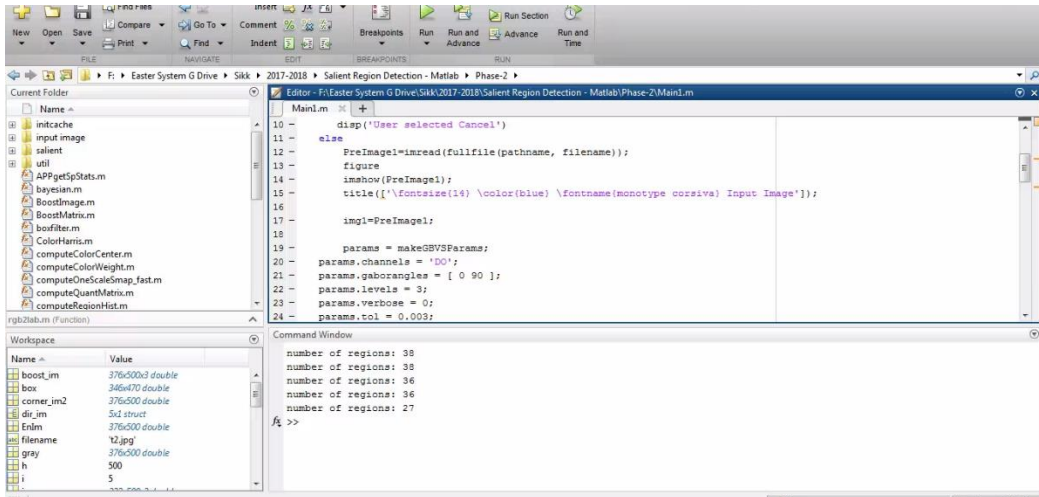 Find Files
Insert
fx
New
Open
Save
Compare
Print
Go To
Find
Comment
Indent
Breakpoints
Run
Run and
Advance
Run Section
Advance
Run and
Time
FILE
NAVIGATE
EDIT
BREAKPOINTS
RUN
F: ▸ Easter System G Drive ▸ Sikk ▸ 2017-2018 ▸ Salient Region Detection - Matlab ▸ Phase-2 ▸
Current Folder
Name
initcache
input image
salient
util
APPgetSpStats.m
bayesian.m
BoostImage.m
BoostMatrix.m
boxfilter.m
ColorHarris.m
computeColorCenter.m
computeColorWeight.m
computeOneScaleSmap_fast.m
computeQuantMatrix.m
computeRegionHist.m
rgb2lab.m (Function)
Workspace
Name
Value
boost_im 376x500x3 double
box 346x470 double
corner_im2 376x500 double
dir_im 5x1 struct
EnIm 376x500 double
filename 't2.jpg'
gray 376x500 double
h 500
i 5
Editor - F:\Easter System G Drive\Sikk\2017-2018\Salient Region Detection - Matlab\Phase-2\Main1.m
Main1.m × +
10 - disp('User selected Cancel')
11 - else
12 - PreImage1=imread(fullfile(pathname, filename));
13 - figure
14 - imshow(PreImage1);
15 - title(['\fontsize{14} \color{blue} \fontname{monotype corsiva} Input Image']);
16
17 - img1=PreImage1;
18
19 - params = makeGBVSParams;
20 - params.channels = 'DO';
21 - params.gaborangles = [ 0 90 ];
22 - params.levels = 3;
23 - params.verbose = 0;
24 - params.tol = 0.003;
Command Window
number of regions: 38
number of regions: 38
number of regions: 36
number of regions: 36
number of regions: 27
fx >>